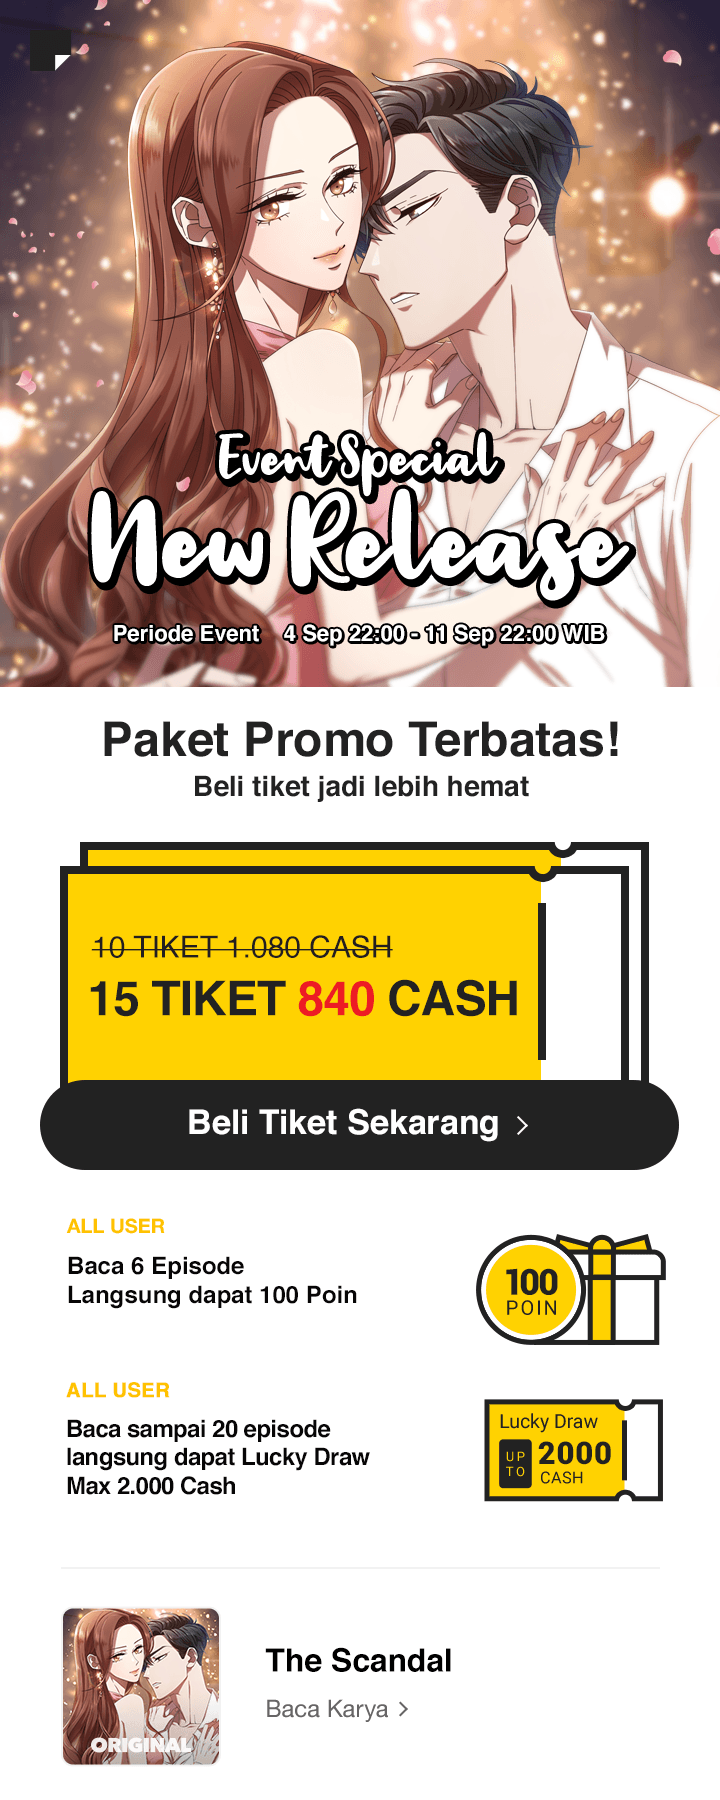 Event Special
New Release
Periode Event 4 Sep 22:00 - 11 Sep 22:00 WIB
Paket Promo Terbatas!
Beli tiket jadi lebih hemat
10 TIKET 1.080 CASH
15 TIKET 840 CASH
Beli Tiket Sekarang >
ALL USER
Baca 6 Episode
Langsung dapat 100 Poin
100
POIN
ALL USER
Baca sampai 20 episode
langsung dapat Lucky Draw
Max 2.000 Cash
Lucky Draw
UP TO 2000
CASH
The Scandal
Baca Karya >
ORIGINAL